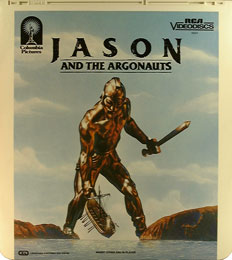 Columbia
Pictures
RCA
VIDEODISCS
JASON
AND THE ARGONAUTS